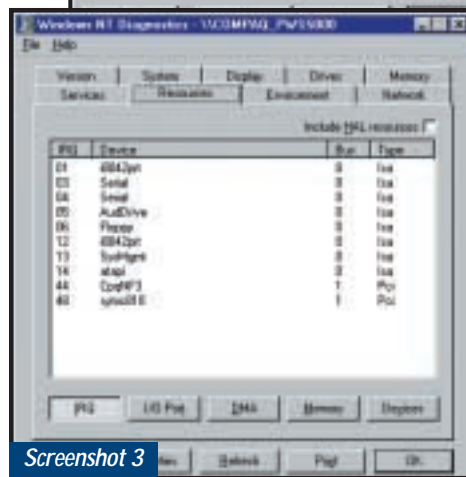 Windows NT Diagnostics - \\COMPAQ_PWS5000
File Help
Version System Display Drives Memory
Services Resources Environment Network
Include HAL resources
IRQ Device Bus Type
01 i8042prt 0 Isa
03 Serial 0 Isa
04 Serial 0 Isa
05 AudDrive 0 Isa
06 Floppy 0 Isa
12 i8042prt 0 Isa
13 SysMgmt 0 Isa
14 atapi 0 Isa
44 CpqNF3 1 Pci
48 1 Pci
IRQ I/O Port DMA Memory Devices
Screenshot 3 Refresh Print OK